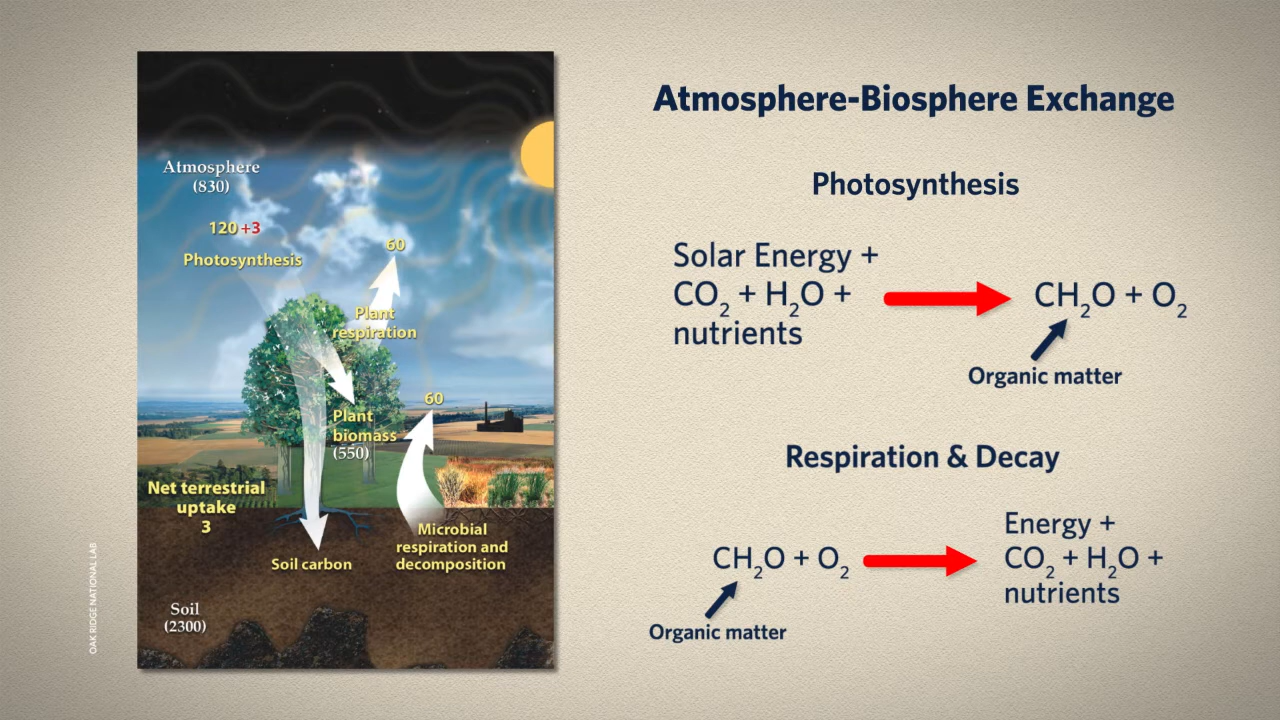 Atmosphere-Biosphere Exchange
Photosynthesis
Solar Energy +
CO₂ + H₂O +
nutrients
CH₂O + O₂
Organic matter
Respiration & Decay
CH₂O + O₂
Organic matter
Energy +
CO₂ + H₂O +
nutrients
Atmosphere
(830)
120 +3
Photosynthesis
60
Plant
respiration
60
Plant
biomass
(550)
Net terrestrial
uptake
3
Microbial
respiration and
decomposition
Soil carbon
Soil
(2300)
OAK RIDGE NATIONAL LAB